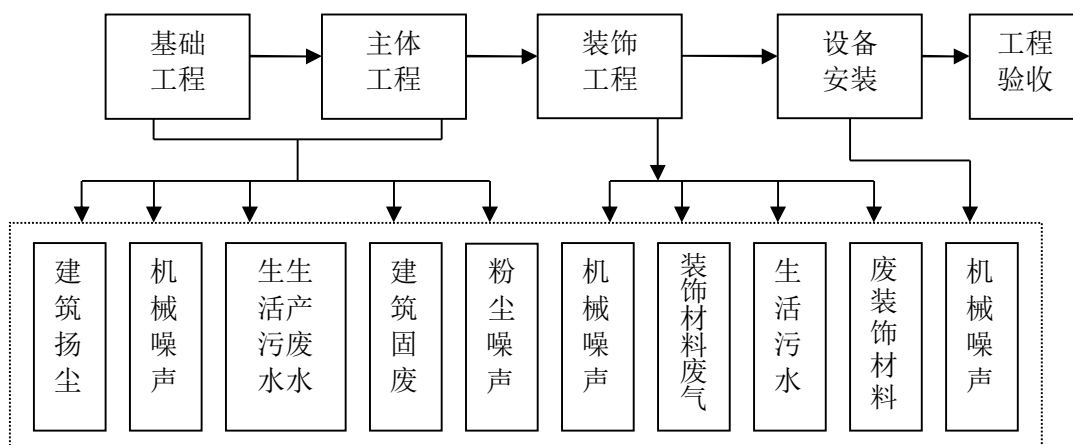 基础
工程
主体
工程
装饰
工程
设备
安装
工程
验收
建筑扬尘
机械噪声
生产废水
生活污水
建筑固废
粉尘噪声
机械噪声
装饰材料废气
生活污水
废装饰材料
机械噪声